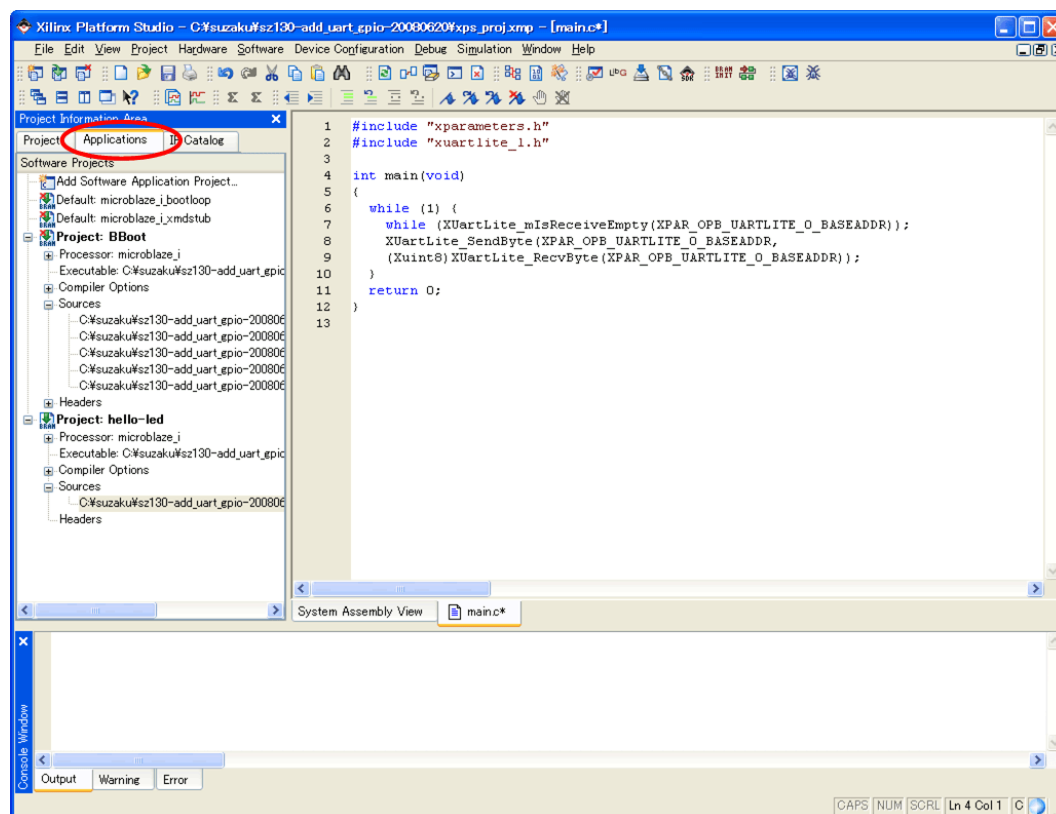 Xilinx Platform Studio - C:¥suzaku¥sz130-add_uart_gpio-20080620¥xps_proj.xmp - [main.c*]
File Edit View Project Hardware Software Device Configuration Debug Simulation Window Help
Project Information Area
Project Applications IP Catalog
Software Projects
Add Software Application Project...
Default: microblaze_i_bootloop
Default: microblaze_i_xmdstub
Project: BBoot
Processor: microblaze_i
Executable: C:¥suzaku¥sz130-add_uart_gpic
Compiler Options
Sources
C:¥suzaku¥sz130-add_uart_gpio-200806
C:¥suzaku¥sz130-add_uart_gpio-200806
C:¥suzaku¥sz130-add_uart_gpio-200806
C:¥suzaku¥sz130-add_uart_gpio-200806
C:¥suzaku¥sz130-add_uart_gpio-200806
Headers
Project: hello-led
Processor: microblaze_i
Executable: C:¥suzaku¥sz130-add_uart_gpic
Compiler Options
Sources
C:¥suzaku¥sz130-add_uart_gpio-200806
Headers
1 #include "xparameters.h"
2 #include "xuartlite_l.h"
3
4 int main(void)
5 {
6 while (1) {
7 while (XUartLite_mIsReceiveEmpty(XPAR_OPB_UARTLITE_0_BASEADDR));
8 XUartLite_SendByte(XPAR_OPB_UARTLITE_0_BASEADDR,
9 (Xuint8)XUartLite_RecvByte(XPAR_OPB_UARTLITE_0_BASEADDR));
10 }
11 return 0;
12 }
13
System Assembly View main.c*
Console Window
Output Warning Error
CAPS NUM SCRL Ln 4 Col 1 C